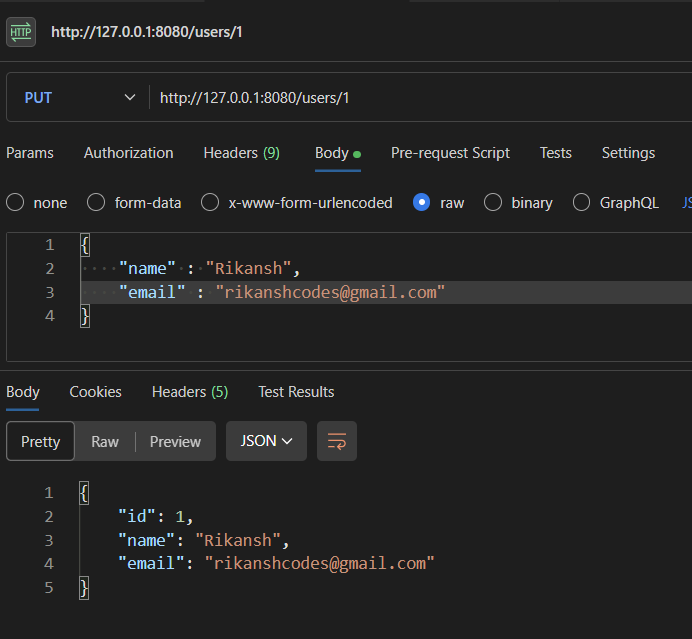 HTTP http://127.0.0.1:8080/users/1
PUT http://127.0.0.1:8080/users/1
Params Authorization Headers (9) Body Pre-request Script Tests Settings
none form-data x-www-form-urlencoded raw binary GraphQL JS
1 {
2 "name" : "Rikansh",
3 "email" : "rikanshcodes@gmail.com"
4 }
Body Cookies Headers (5) Test Results
Pretty Raw Preview JSON
1 {
2 "id": 1,
3 "name": "Rikansh",
4 "email": "rikanshcodes@gmail.com"
5 }